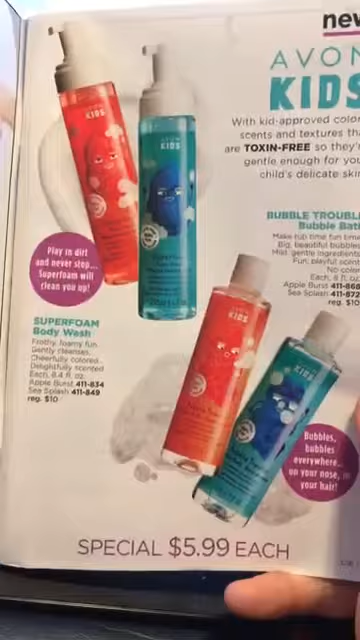 new
AVON
KIDS
With kid-approved color
scents and textures tha
are TOXIN-FREE so they'r
gentle enough for you
child's delicate skin
AVON
KIDS
AVON
KIDS
Play in dirt
and never stop...
Superfoam will
clean you up!
SUPERFOAM
Body Wash
Frothy, foamy fun.
Gently cleanses.
Cheerfully colored.
Delightfully scented
Each, 8.4 fl. oz.
Apple Burst 411-834
Sea Splash 411-849
reg. $10
BUBBLE TROUBL
Bubble Bat
Make tub time fun time
Big, beautiful bubbles
Mild, gentle ingredients
Fun, playful scent
No color
Each, 8 fl. oz.
Apple Burst 411-868
Sea Splash 411-872
reg. $10
KIDS
KIDS
Bubbles,
bubbles
everywhere...
on your nose, in
your hair!
SPECIAL $5.99 EACH